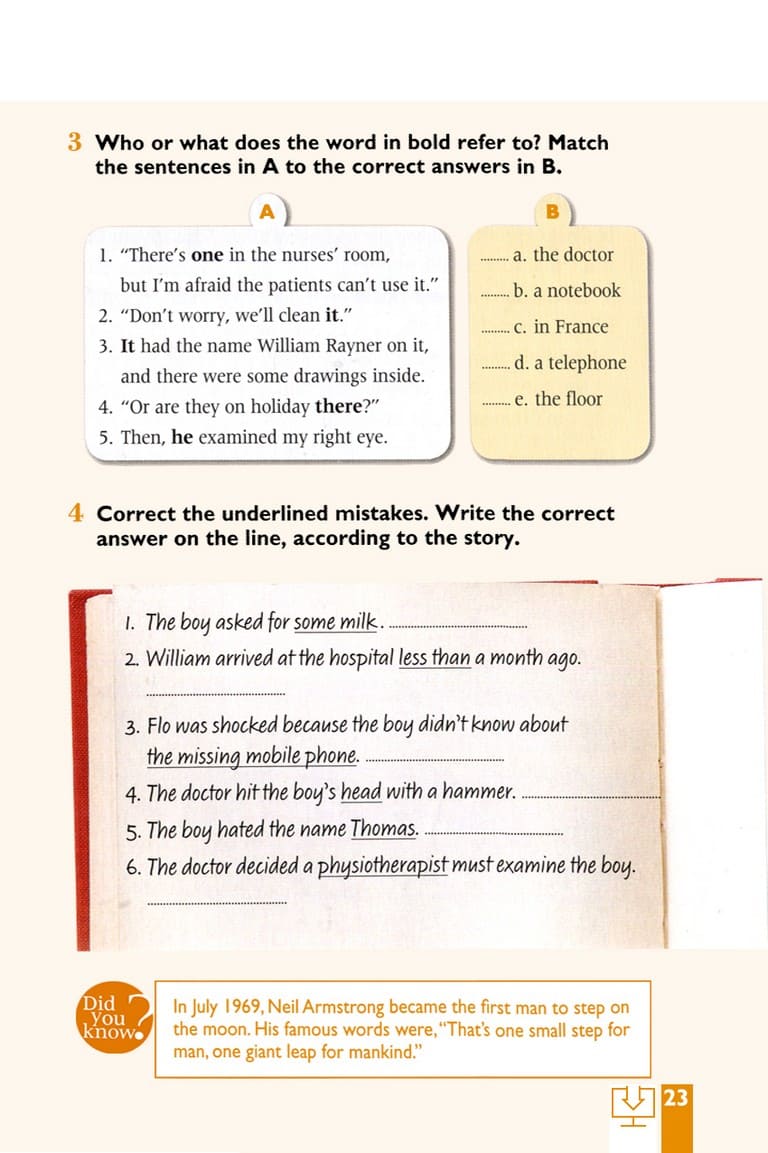 3 Who or what does the word in bold refer to? Match
the sentences in A to the correct answers in B.
A
1. “There’s one in the nurses’ room,
but I’m afraid the patients can’t use it.”
2. “Don’t worry, we’ll clean it.”
3. It had the name William Rayner on it,
and there were some drawings inside.
4. “Or are they on holiday there?”
5. Then, he examined my right eye.
B
......... a. the doctor
......... b. a notebook
......... c. in France
......... d. a telephone
......... e. the floor
4 Correct the underlined mistakes. Write the correct
answer on the line, according to the story.
1. The boy asked for some milk. ........................................
2. William arrived at the hospital less than a month ago.
........................................
3. Flo was shocked because the boy didn’t know about
the missing mobile phone. ........................................
4. The doctor hit the boy’s head with a hammer. ........................................
5. The boy hated the name Thomas. ........................................
6. The doctor decided a physiotherapist must examine the boy.
........................................
Did
you
know?
In July 1969, Neil Armstrong became the first man to step on
the moon. His famous words were, “That’s one small step for
man, one giant leap for mankind.”
23